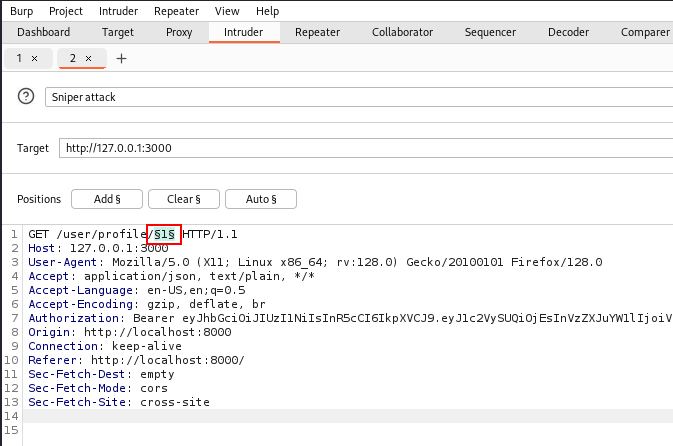 Burp Project Intruder Repeater View Help
Dashboard Target Proxy Intruder Repeater Collaborator Sequencer Decoder Comparer
1 × 2 × +
? Sniper attack
Target http://127.0.0.1:3000
Positions Add § Clear § Auto §
1 GET /user/profile/§1§ HTTP/1.1
2 Host: 127.0.0.1:3000
3 User-Agent: Mozilla/5.0 (X11; Linux x86_64; rv:128.0) Gecko/20100101 Firefox/128.0
4 Accept: application/json, text/plain, */*
5 Accept-Language: en-US,en;q=0.5
6 Accept-Encoding: gzip, deflate, br
7 Authorization: Bearer eyJhbGciOiJIUzI1NiIsInR5cCI6IkpXVCJ9.eyJ1c2VySUQiOjEsInVzZXJuYW1lIjoiV
8 Origin: http://localhost:8000
9 Connection: keep-alive
10 Referer: http://localhost:8000/
11 Sec-Fetch-Dest: empty
12 Sec-Fetch-Mode: cors
13 Sec-Fetch-Site: cross-site
14
15